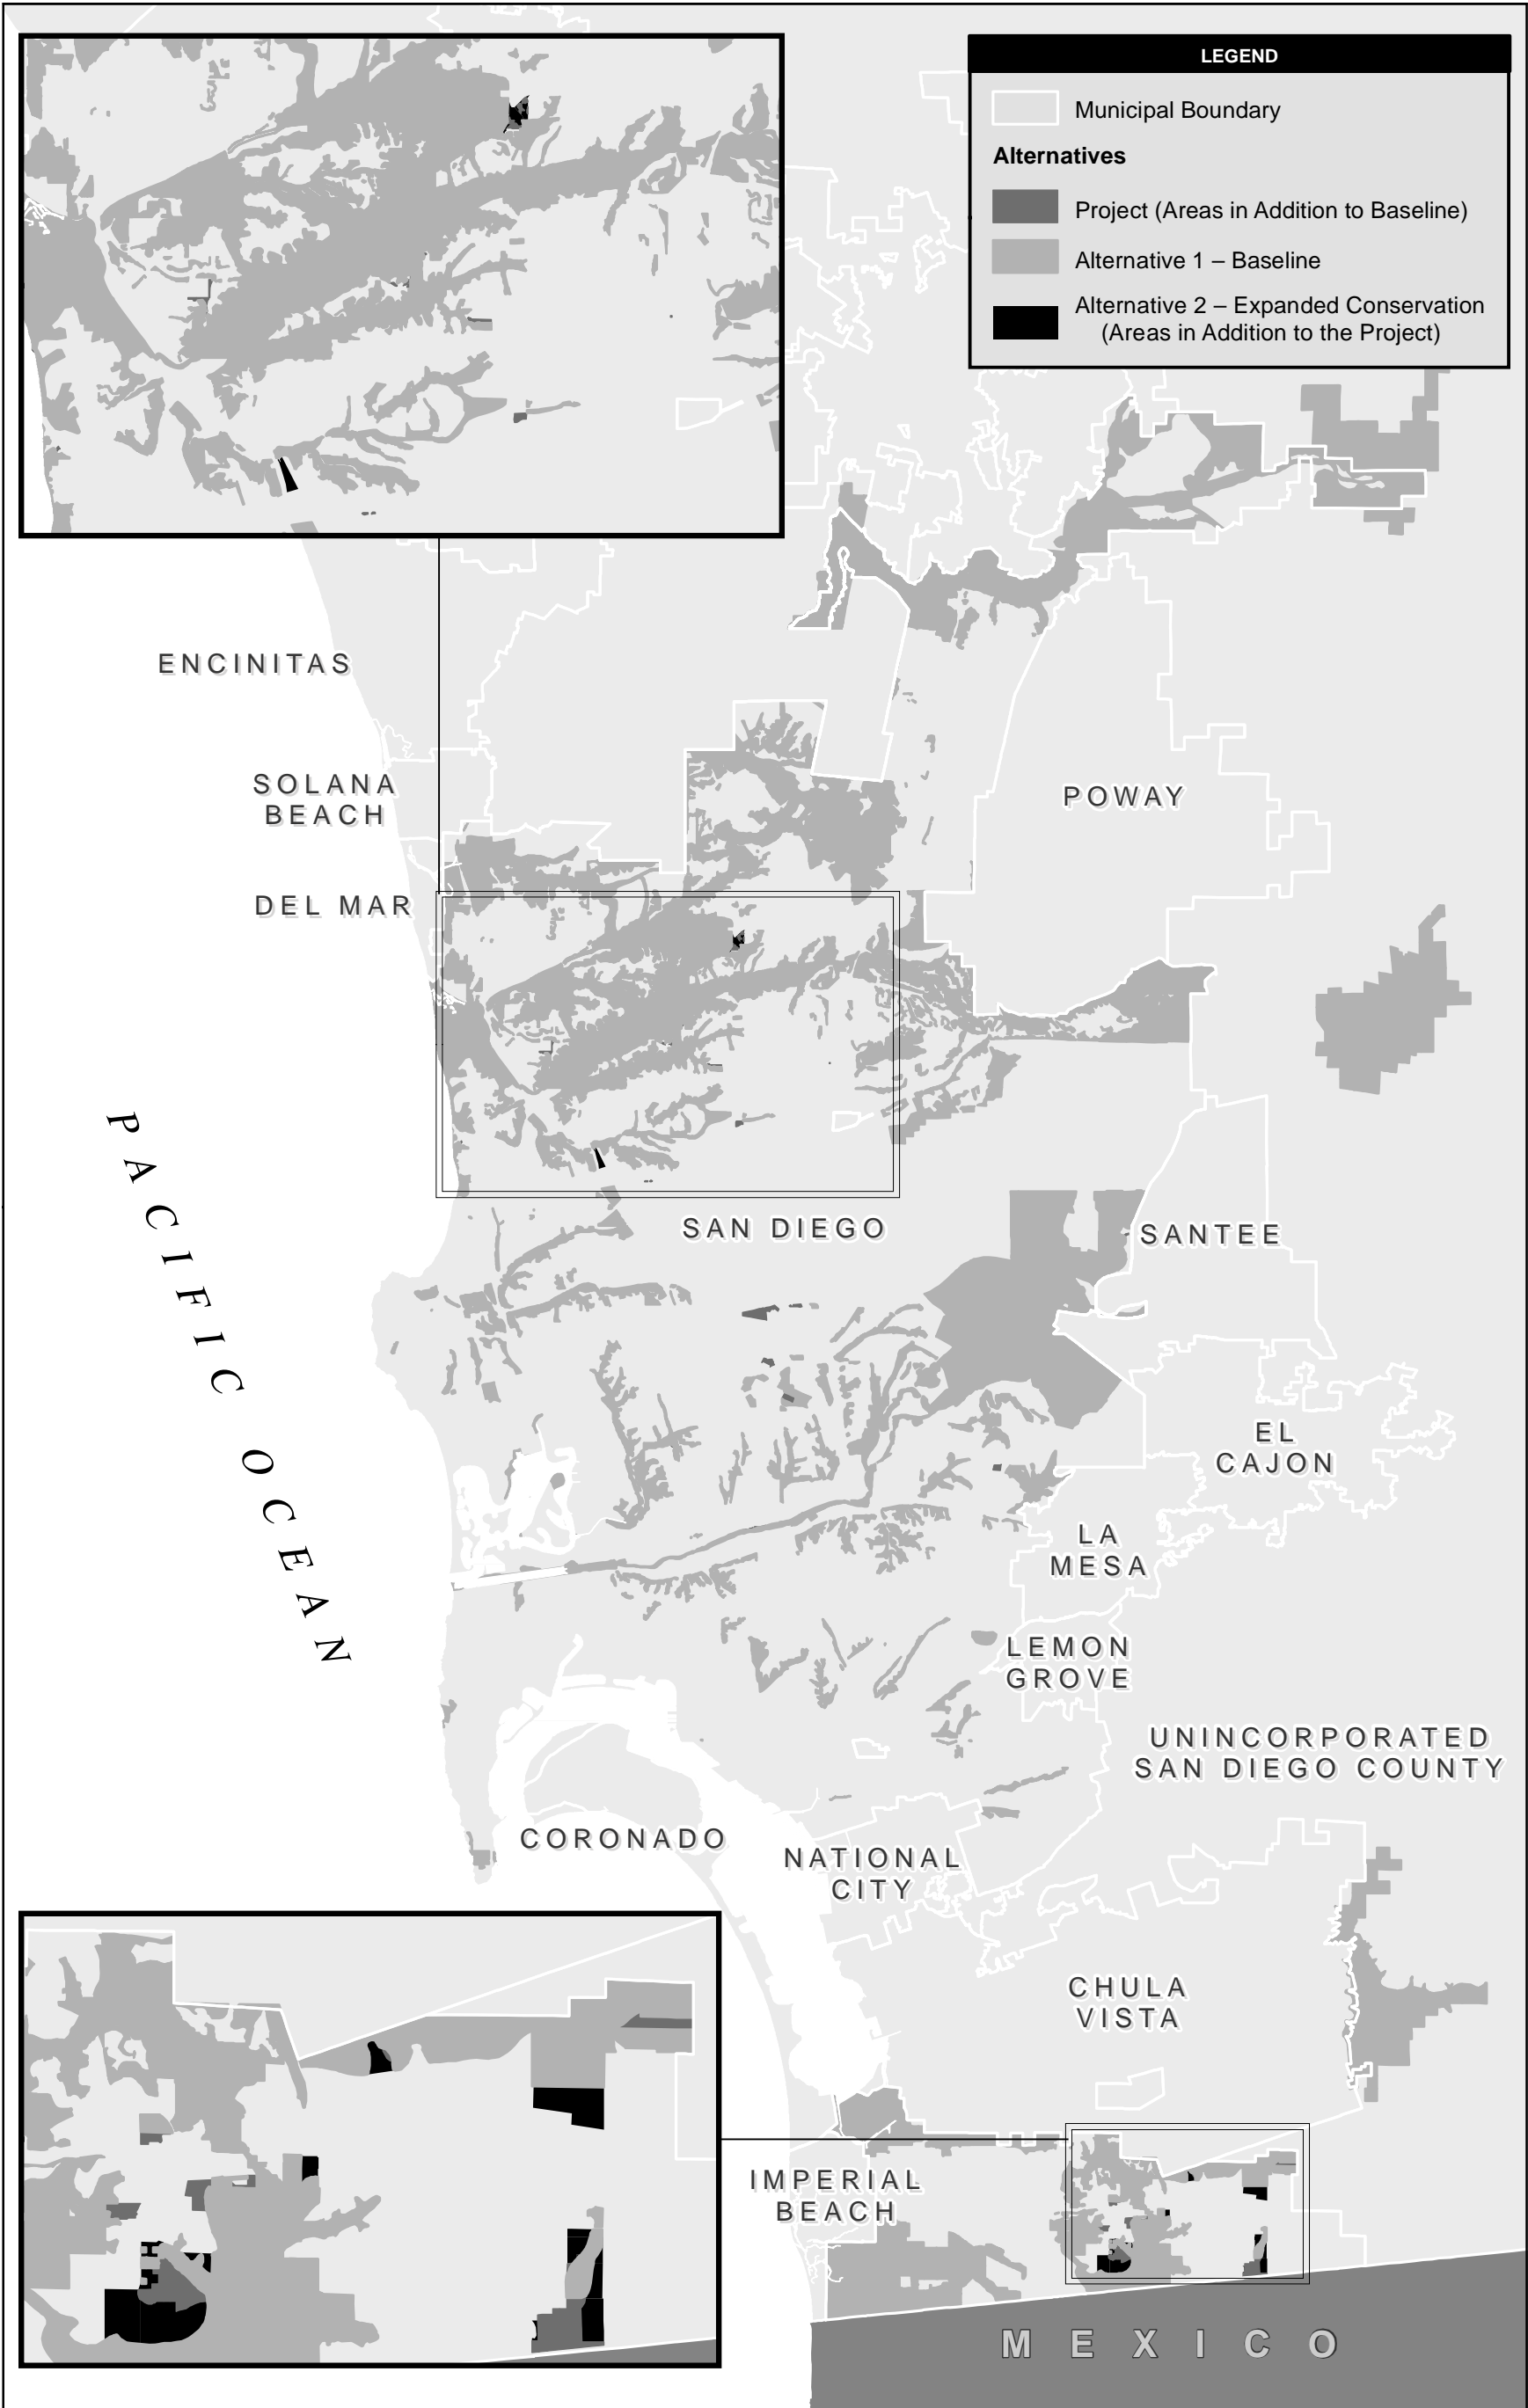 LEGEND
Municipal Boundary
Alternatives
Project (Areas in Addition to Baseline)
Alternative 1 – Baseline
Alternative 2 – Expanded Conservation
(Areas in Addition to the Project)
ENCINITAS
SOLANA
BEACH
POWAY
DEL MAR
PACIFIC OCEAN
SAN DIEGO
SANTEE
EL
CAJON
LA
MESA
LEMON
GROVE
UNINCORPORATED
SAN DIEGO COUNTY
CORONADO
NATIONAL
CITY
CHULA
VISTA
IMPERIAL
BEACH
MEXICO